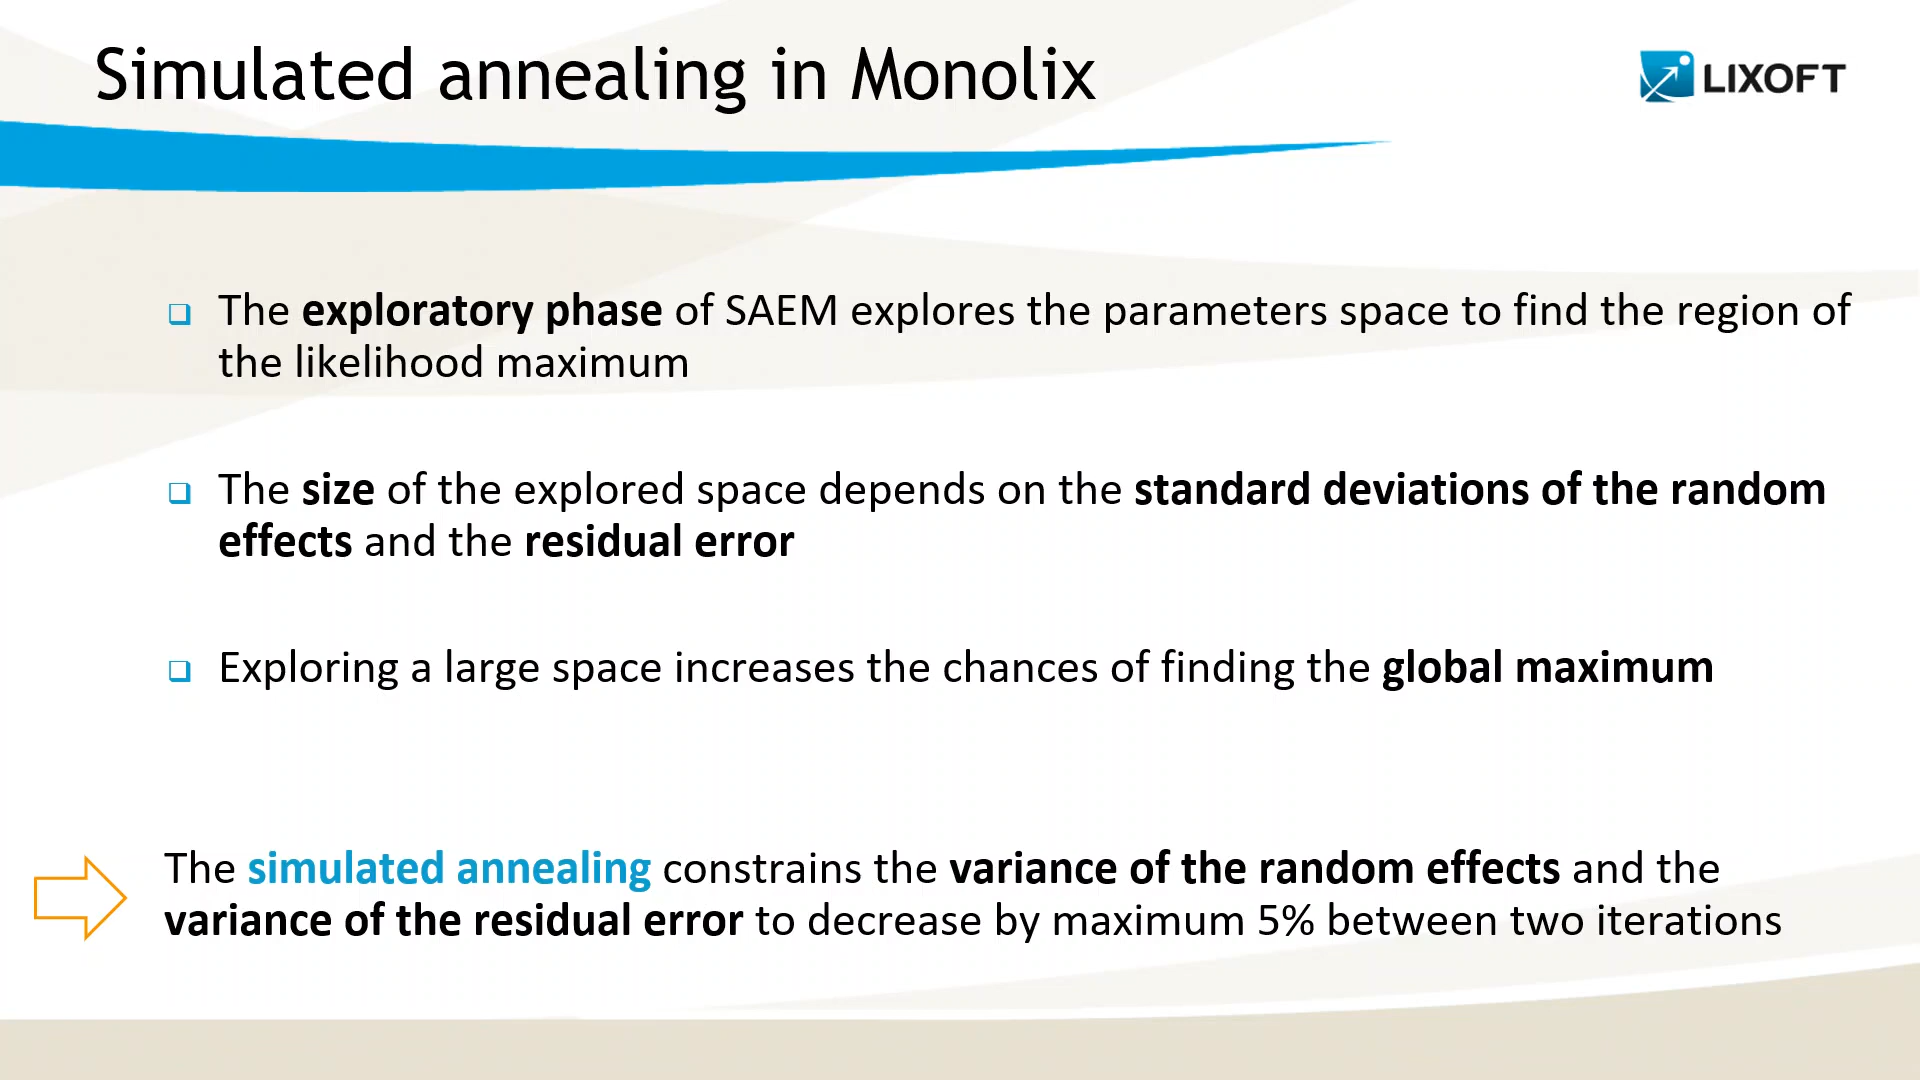 Simulated annealing in Monolix
LIXOFT
The exploratory phase of SAEM explores the parameters space to find the region of
the likelihood maximum
The size of the explored space depends on the standard deviations of the random
effects and the residual error
Exploring a large space increases the chances of finding the global maximum
The simulated annealing constrains the variance of the random effects and the
variance of the residual error to decrease by maximum 5% between two iterations